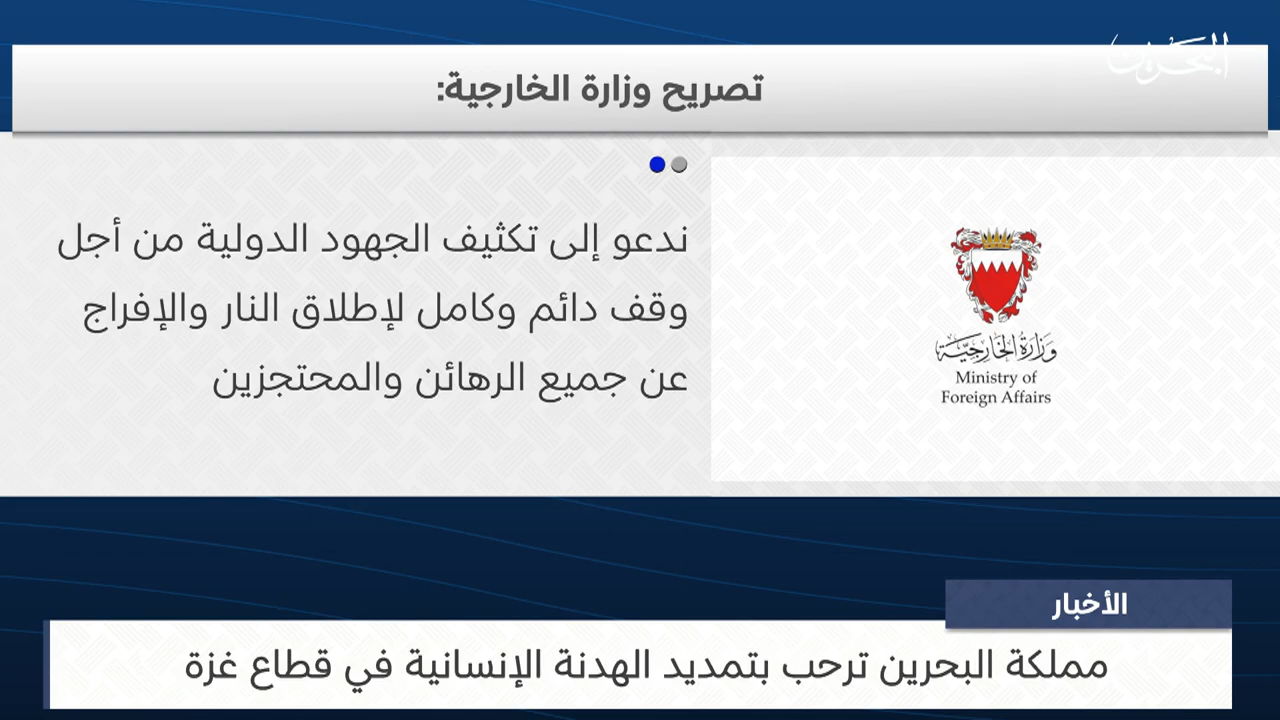 البحرين
تصريح وزارة الخارجية:
ندعو إلى تكثيف الجهود الدولية من أجل
وقف دائم وكامل لإطلاق النار والإفراج
عن جميع الرهائن والمحتجزين
وزارة الخارجية
Ministry of
Foreign Affairs
الأخبار
مملكة البحرين ترحب بتمديد الهدنة الإنسانية في قطاع غزة